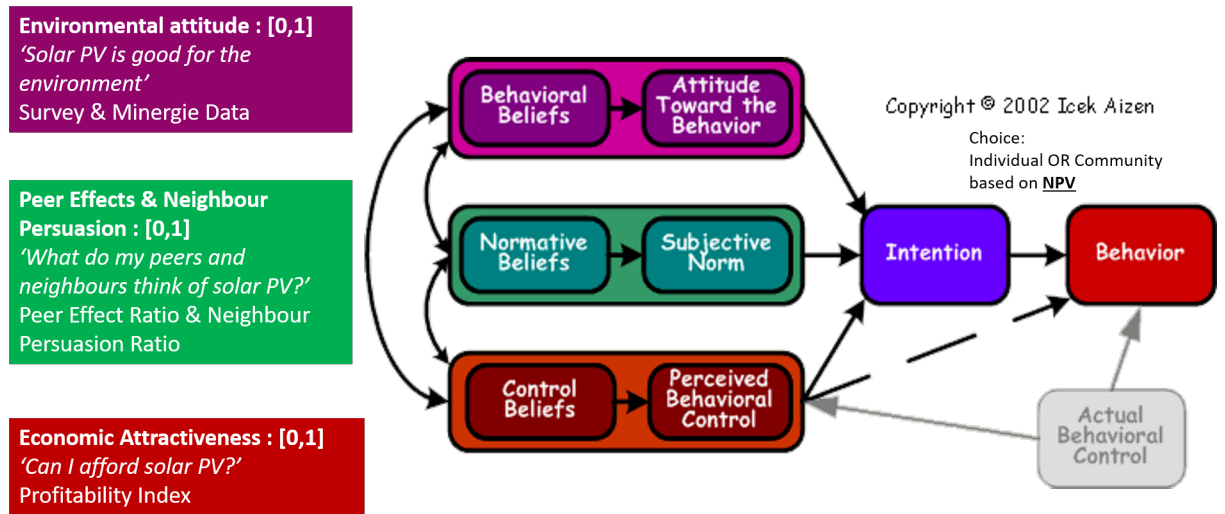 Environmental attitude : [0,1]
‘Solar PV is good for the
environment’
Survey & Minergie Data
Peer Effects & Neighbour
Persuasion : [0,1]
‘What do my peers and
neighbours think of solar PV?’
Peer Effect Ratio & Neighbour
Persuasion Ratio
Economic Attractiveness : [0,1]
‘Can I afford solar PV?’
Profitability Index
Behavioral
Beliefs
Attitude
Toward the
Behavior
Normative
Beliefs
Subjective
Norm
Control
Beliefs
Perceived
Behavioral
Control
Intention
Copyright © 2002 Icek Aizen
Choice:
Individual OR Community
based on NPV
Behavior
Actual
Behavioral
Control